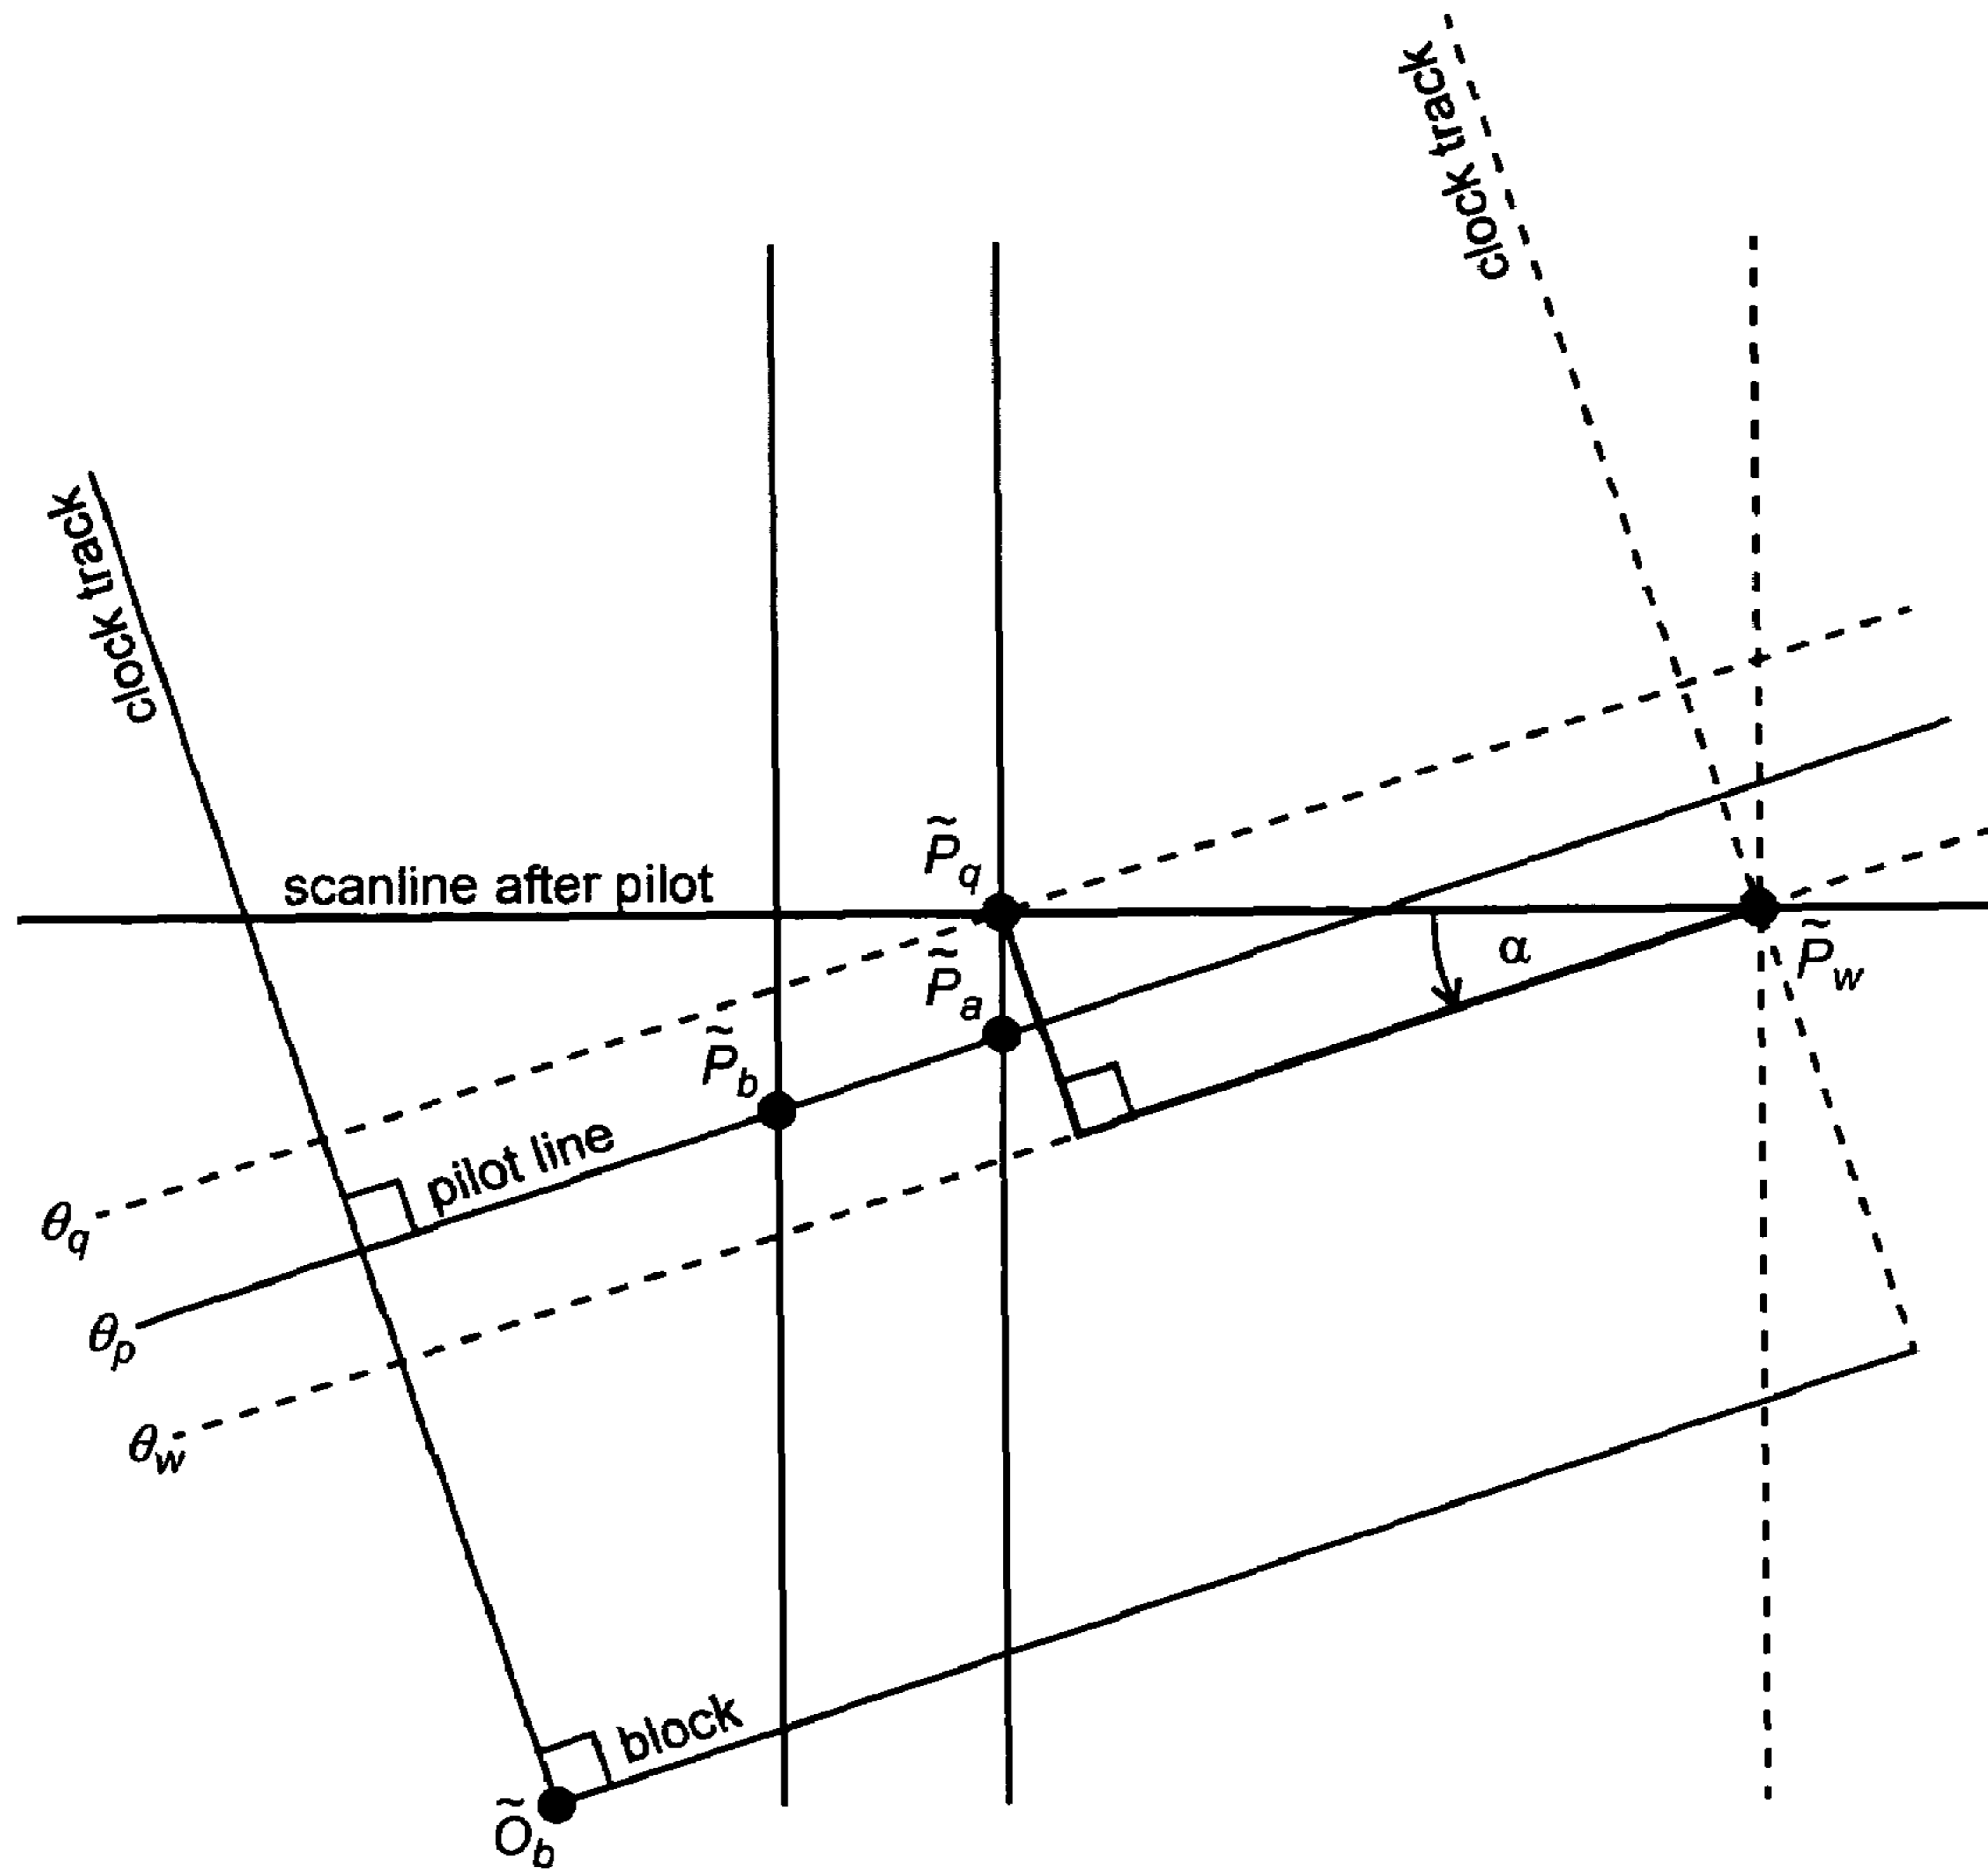 clock track
clock track
scanline after pilot
P̃q
P̃a
α
P̃w
P̃b
pilot line
θq
θp
θw
block
Õb